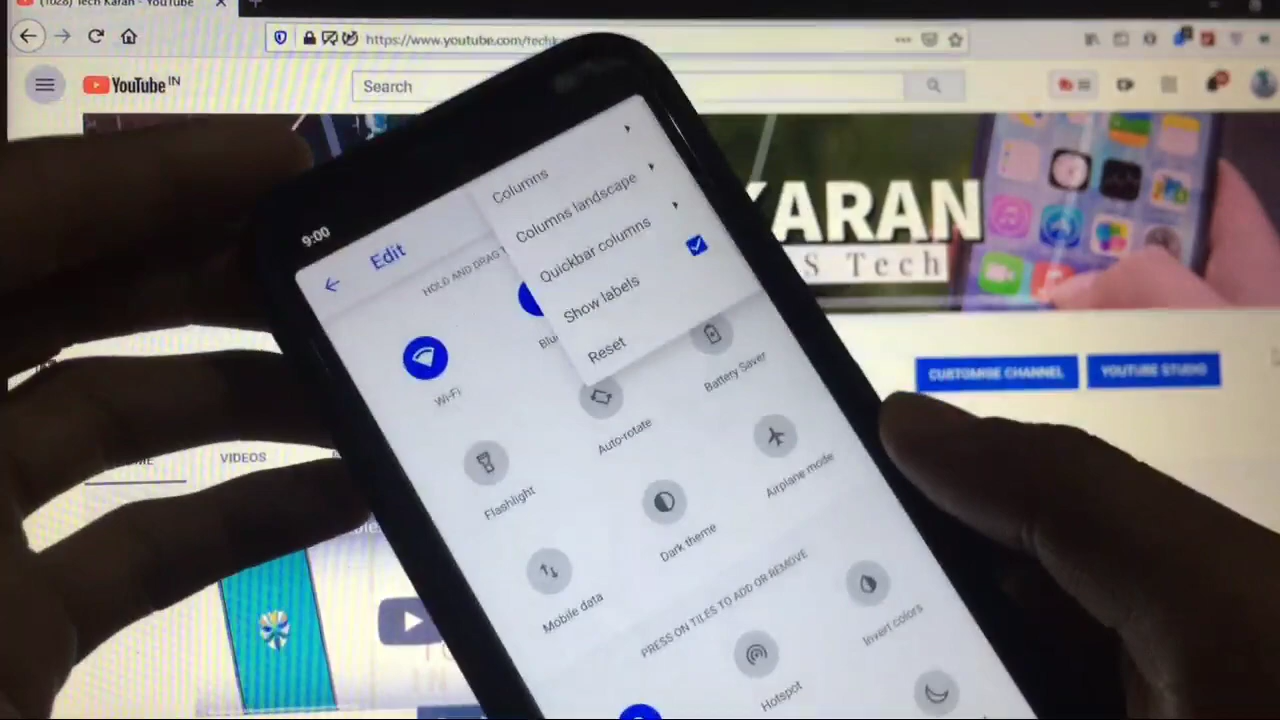 Tech Karan - YouTube
https://www.youtube.com/techk
YouTube IN
Search
KARAN
S Tech
CUSTOMISE CHANNEL
YOUTUBE STUDIO
VIDEOS
9:00
Edit
Columns
Columns landscape
Quickbar columns
Show labels
Reset
HOLD AND DRAG T
Wi-Fi
Blu
Battery Saver
Flashlight
Auto-rotate
Airplane mode
Mobile data
Dark theme
PRESS ON TILES TO ADD OR REMOVE
Hotspot
Invert colors